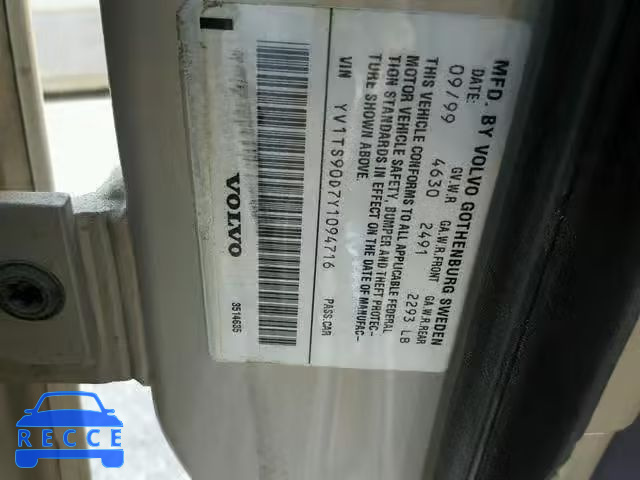 MFD. BY VOLVO GOTHENBURG SWEDEN
DATE: GV.W.R GA.W.R.FRONT GA.W.R.REAR
09/99 4630 2491 2293 LB
THIS VEHICLE CONFORMS TO ALL APPLICABLE FEDERAL
MOTOR VEHICLE SAFETY, BUMPER AND THEFT PROTEC-
TION STANDARDS IN EFFECT ON THE DATE OF MANUFAC-
TURE SHOWN ABOVE.
VIN YV1TS90D7Y1094716 PASS.CAR
VOLVO 3514685
RECCE